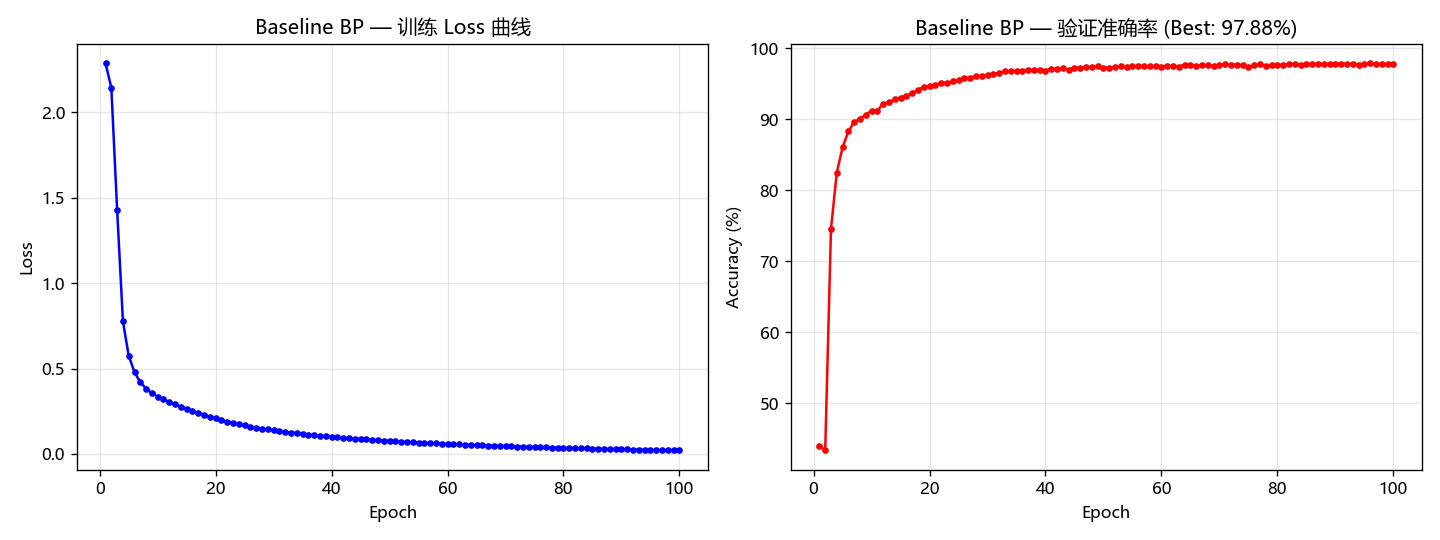 Baseline BP — 训练 Loss 曲线
Loss
2.0
1.5
1.0
0.5
0.0
0 20 40 60 80 100
Epoch
Baseline BP — 验证准确率 (Best: 97.88%)
Accuracy (%)
100
90
80
70
60
50
0 20 40 60 80 100
Epoch